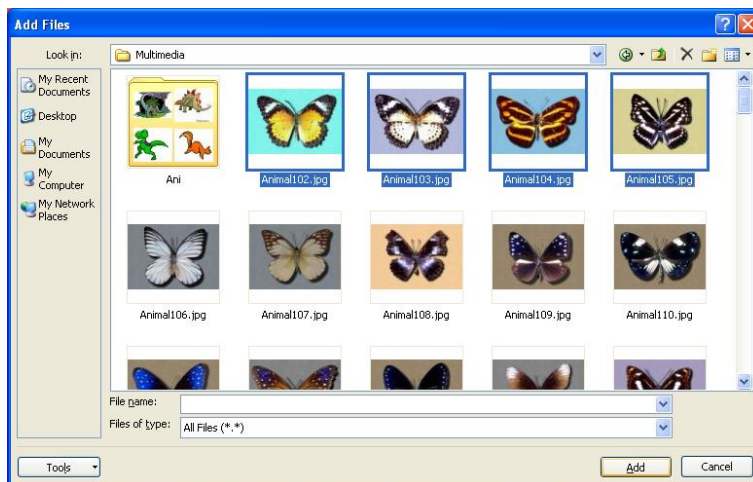 Add Files
Look in:
Multimedia
My Recent
Documents
Desktop
My
Documents
My
Computer
My Network
Places
Ani
Animal102.jpg
Animal103.jpg
Animal104.jpg
Animal105.jpg
Animal106.jpg
Animal107.jpg
Animal108.jpg
Animal109.jpg
Animal110.jpg
File name:
Files of type:
All Files (*.*)
Tools
Add
Cancel